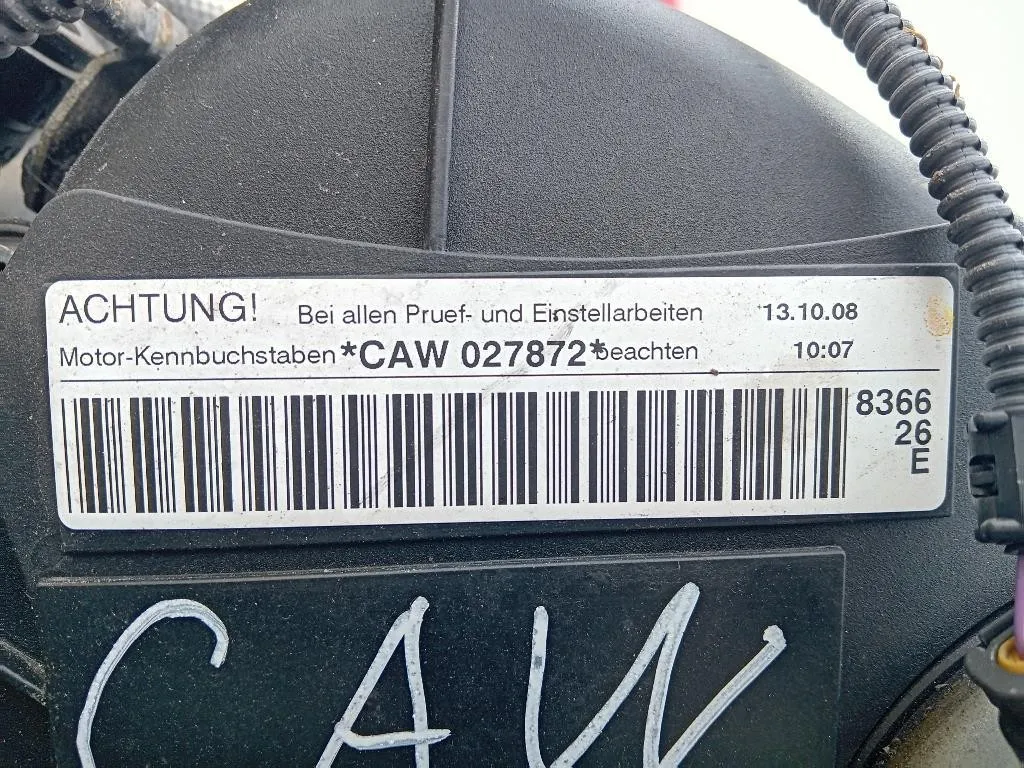 ACHTUNG! Bei allen Pruef- und Einstellarbeiten 13.10.08
Motor-Kennbuchstaben *CAW 027872* beachten 10:07
8366
26
E
CAW